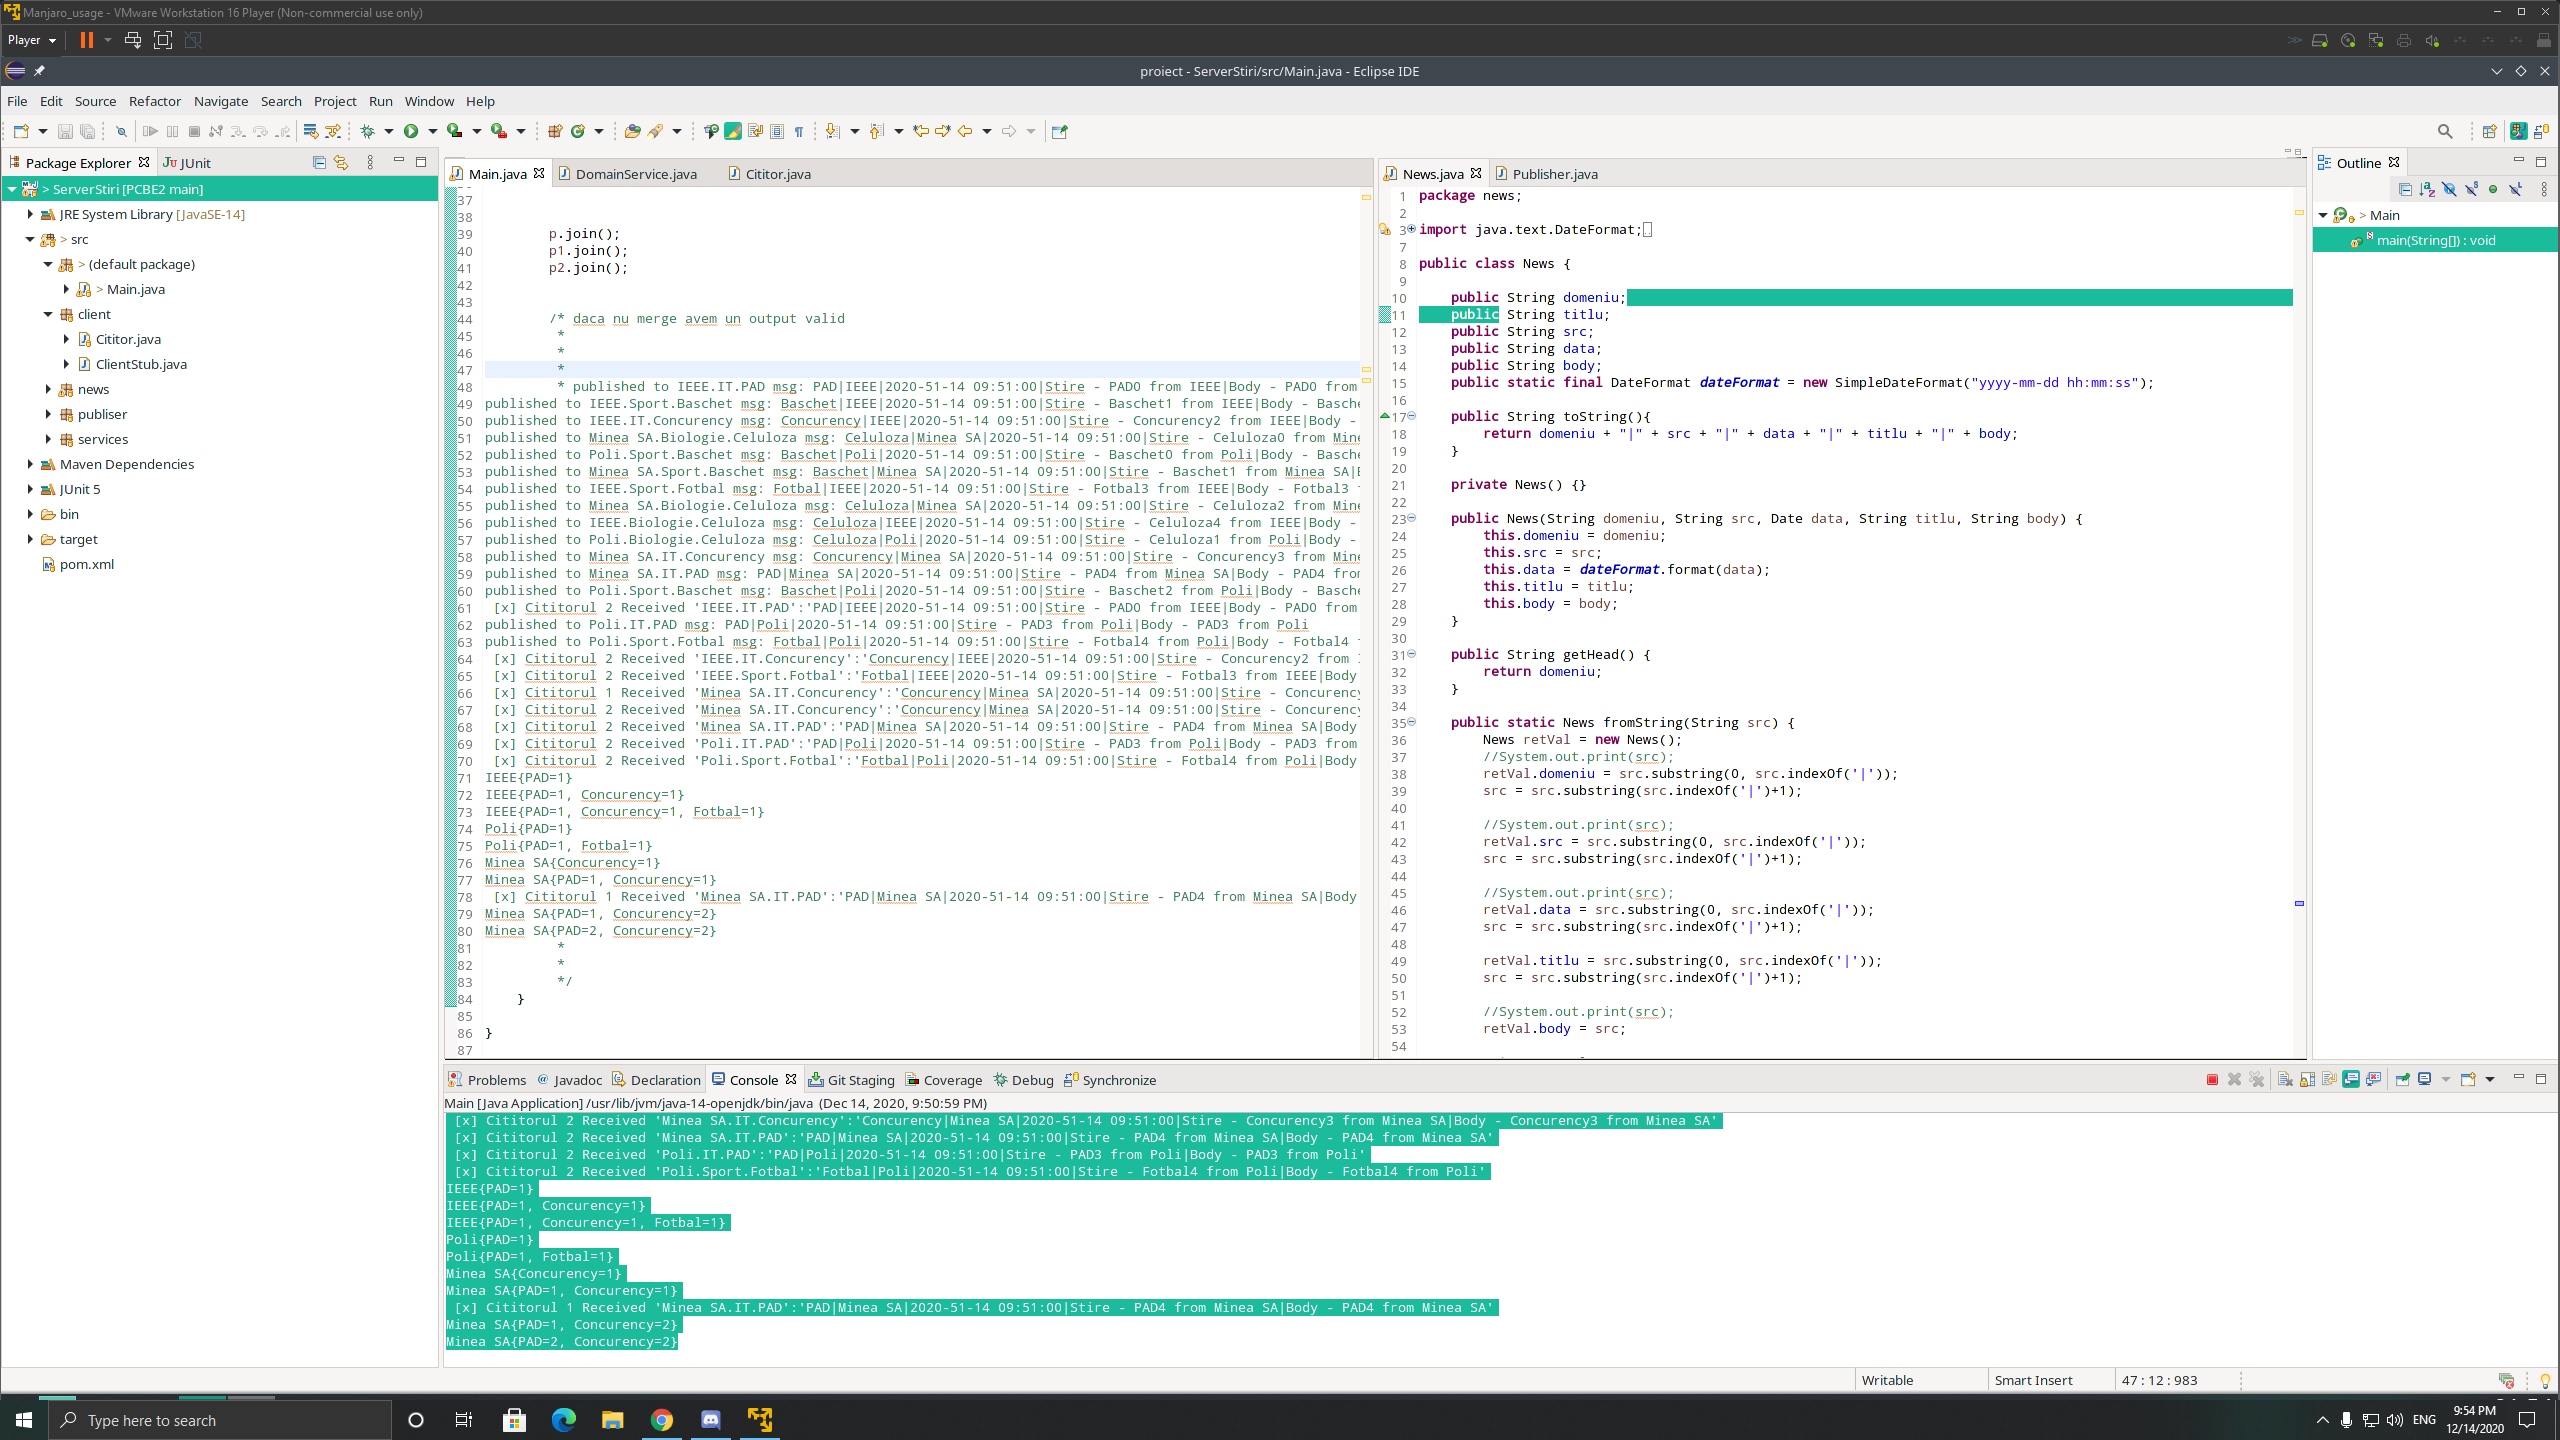 Manjaro_usage - VMware Workstation 16 Player (Non-commercial use only)
Player
proiect - ServerStiri/src/Main.java - Eclipse IDE
File Edit Source Refactor Navigate Search Project Run Window Help
Package Explorer
JUnit
> ServerStiri [PCBE2 main]
JRE System Library [JavaSE-14]
> src
> (default package)
> Main.java
client
Cititor.java
ClientStub.java
news
publiser
services
Maven Dependencies
JUnit 5
bin
target
pom.xml
Main.java
DomainService.java
Cititor.java
37
38
39 p.join();
40 p1.join();
41 p2.join();
42
43
44 /* daca nu merge avem un output valid
45 *
46 *
47 *
48 * published to IEEE.IT.PAD msg: PAD|IEEE|2020-51-14 09:51:00|Stire - PAD0 from IEEE|Body - PAD0 from
49 published to IEEE.Sport.Baschet msg: Baschet|IEEE|2020-51-14 09:51:00|Stire - Baschet1 from IEEE|Body - Basche
50 published to IEEE.IT.Concurency msg: Concurency|IEEE|2020-51-14 09:51:00|Stire - Concurency2 from IEEE|Body -
51 published to Minea SA.Biologie.Celuloza msg: Celuloza|Minea SA|2020-51-14 09:51:00|Stire - Celuloza0 from Mine
52 published to Poli.Sport.Baschet msg: Baschet|Poli|2020-51-14 09:51:00|Stire - Baschet0 from Poli|Body - Basche
53 published to Minea SA.Sport.Baschet msg: Baschet|Minea SA|2020-51-14 09:51:00|Stire - Baschet1 from Minea SA|B
54 published to IEEE.Sport.Fotbal msg: Fotbal|IEEE|2020-51-14 09:51:00|Stire - Fotbal3 from IEEE|Body - Fotbal3
55 published to Minea SA.Biologie.Celuloza msg: Celuloza|Minea SA|2020-51-14 09:51:00|Stire - Celuloza2 from Mine
56 published to IEEE.Biologie.Celuloza msg: Celuloza|IEEE|2020-51-14 09:51:00|Stire - Celuloza4 from IEEE|Body -
57 published to Poli.Biologie.Celuloza msg: Celuloza|Poli|2020-51-14 09:51:00|Stire - Celuloza1 from Poli|Body -
58 published to Minea SA.IT.Concurency msg: Concurency|Minea SA|2020-51-14 09:51:00|Stire - Concurency3 from Mine
59 published to Minea SA.IT.PAD msg: PAD|Minea SA|2020-51-14 09:51:00|Stire - PAD4 from Minea SA|Body - PAD4 from
60 published to Poli.Sport.Baschet msg: Baschet|Poli|2020-51-14 09:51:00|Stire - Baschet2 from Poli|Body - Basche
61 [x] Cititorul 2 Received 'IEEE.IT.PAD':'PAD|IEEE|2020-51-14 09:51:00|Stire - PAD0 from IEEE|Body - PAD0 from
62 published to Poli.IT.PAD msg: PAD|Poli|2020-51-14 09:51:00|Stire - PAD3 from Poli|Body - PAD3 from Poli
63 published to Poli.Sport.Fotbal msg: Fotbal|Poli|2020-51-14 09:51:00|Stire - Fotbal4 from Poli|Body - Fotbal4
64 [x] Cititorul 2 Received 'IEEE.IT.Concurency':'Concurency|IEEE|2020-51-14 09:51:00|Stire - Concurency2 from
65 [x] Cititorul 2 Received 'IEEE.Sport.Fotbal':'Fotbal|IEEE|2020-51-14 09:51:00|Stire - Fotbal3 from IEEE|Body
66 [x] Cititorul 1 Received 'Minea SA.IT.Concurency':'Concurency|Minea SA|2020-51-14 09:51:00|Stire - Concurency
67 [x] Cititorul 2 Received 'Minea SA.IT.Concurency':'Concurency|Minea SA|2020-51-14 09:51:00|Stire - Concurency
68 [x] Cititorul 2 Received 'Minea SA.IT.PAD':'PAD|Minea SA|2020-51-14 09:51:00|Stire - PAD4 from Minea SA|Body
69 [x] Cititorul 2 Received 'Poli.IT.PAD':'PAD|Poli|2020-51-14 09:51:00|Stire - PAD3 from Poli|Body - PAD3 from
70 [x] Cititorul 2 Received 'Poli.Sport.Fotbal':'Fotbal|Poli|2020-51-14 09:51:00|Stire - Fotbal4 from Poli|Body
71 IEEE{PAD=1}
72 IEEE{PAD=1, Concurency=1}
73 IEEE{PAD=1, Concurency=1, Fotbal=1}
74 Poli{PAD=1}
75 Poli{PAD=1, Fotbal=1}
76 Minea SA{Concurency=1}
77 Minea SA{PAD=1, Concurency=1}
78 [x] Cititorul 1 Received 'Minea SA.IT.PAD':'PAD|Minea SA|2020-51-14 09:51:00|Stire - PAD4 from Minea SA|Body
79 Minea SA{PAD=1, Concurency=2}
80 Minea SA{PAD=2, Concurency=2}
81 *
82 *
83 */
84 }
85
86 }
87
News.java
Publisher.java
1 package news;
2
3 import java.text.DateFormat;
7
8 public class News {
9
10 public String domeniu;
11 public String titlu;
12 public String src;
13 public String data;
14 public String body;
15 public static final DateFormat dateFormat = new SimpleDateFormat("yyyy-mm-dd hh:mm:ss");
16
17 public String toString(){
18 return domeniu + "|" + src + "|" + data + "|" + titlu + "|" + body;
19 }
20
21 private News() {}
22
23 public News(String domeniu, String src, Date data, String titlu, String body) {
24 this.domeniu = domeniu;
25 this.src = src;
26 this.data = dateFormat.format(data);
27 this.titlu = titlu;
28 this.body = body;
29 }
30
31 public String getHead() {
32 return domeniu;
33 }
34
35 public static News fromString(String src) {
36 News retVal = new News();
37 //System.out.print(src);
38 retVal.domeniu = src.substring(0, src.indexOf('|'));
39 src = src.substring(src.indexOf('|')+1);
40
41 //System.out.print(src);
42 retVal.src = src.substring(0, src.indexOf('|'));
43 src = src.substring(src.indexOf('|')+1);
44
45 //System.out.print(src);
46 retVal.data = src.substring(0, src.indexOf('|'));
47 src = src.substring(src.indexOf('|')+1);
48
49 retVal.titlu = src.substring(0, src.indexOf('|'));
50 src = src.substring(src.indexOf('|')+1);
51
52 //System.out.print(src);
53 retVal.body = src;
54
Outline
> Main
main(String[]) : void
Problems Javadoc Declaration Console Git Staging Coverage Debug Synchronize
Main [Java Application] /usr/lib/jvm/java-14-openjdk/bin/java (Dec 14, 2020, 9:50:59 PM)
[x] Cititorul 2 Received 'Minea SA.IT.Concurency':'Concurency|Minea SA|2020-51-14 09:51:00|Stire - Concurency3 from Minea SA|Body - Concurency3 from Minea SA'
[x] Cititorul 2 Received 'Minea SA.IT.PAD':'PAD|Minea SA|2020-51-14 09:51:00|Stire - PAD4 from Minea SA|Body - PAD4 from Minea SA'
[x] Cititorul 2 Received 'Poli.IT.PAD':'PAD|Poli|2020-51-14 09:51:00|Stire - PAD3 from Poli|Body - PAD3 from Poli'
[x] Cititorul 2 Received 'Poli.Sport.Fotbal':'Fotbal|Poli|2020-51-14 09:51:00|Stire - Fotbal4 from Poli|Body - Fotbal4 from Poli'
IEEE{PAD=1}
IEEE{PAD=1, Concurency=1}
IEEE{PAD=1, Concurency=1, Fotbal=1}
Poli{PAD=1}
Poli{PAD=1, Fotbal=1}
Minea SA{Concurency=1}
Minea SA{PAD=1, Concurency=1}
[x] Cititorul 1 Received 'Minea SA.IT.PAD':'PAD|Minea SA|2020-51-14 09:51:00|Stire - PAD4 from Minea SA|Body - PAD4 from Minea SA'
Minea SA{PAD=1, Concurency=2}
Minea SA{PAD=2, Concurency=2}
Writable
Smart Insert
47 : 12 : 983
Type here to search
ENG
9:54 PM
12/14/2020